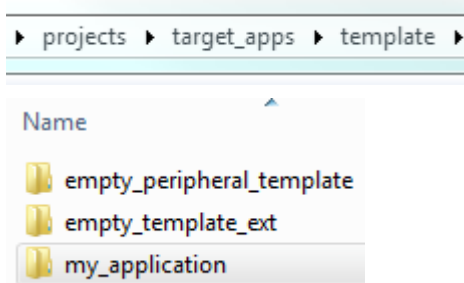 projects target_apps template
Name
empty_peripheral_template
empty_template_ext
my_application